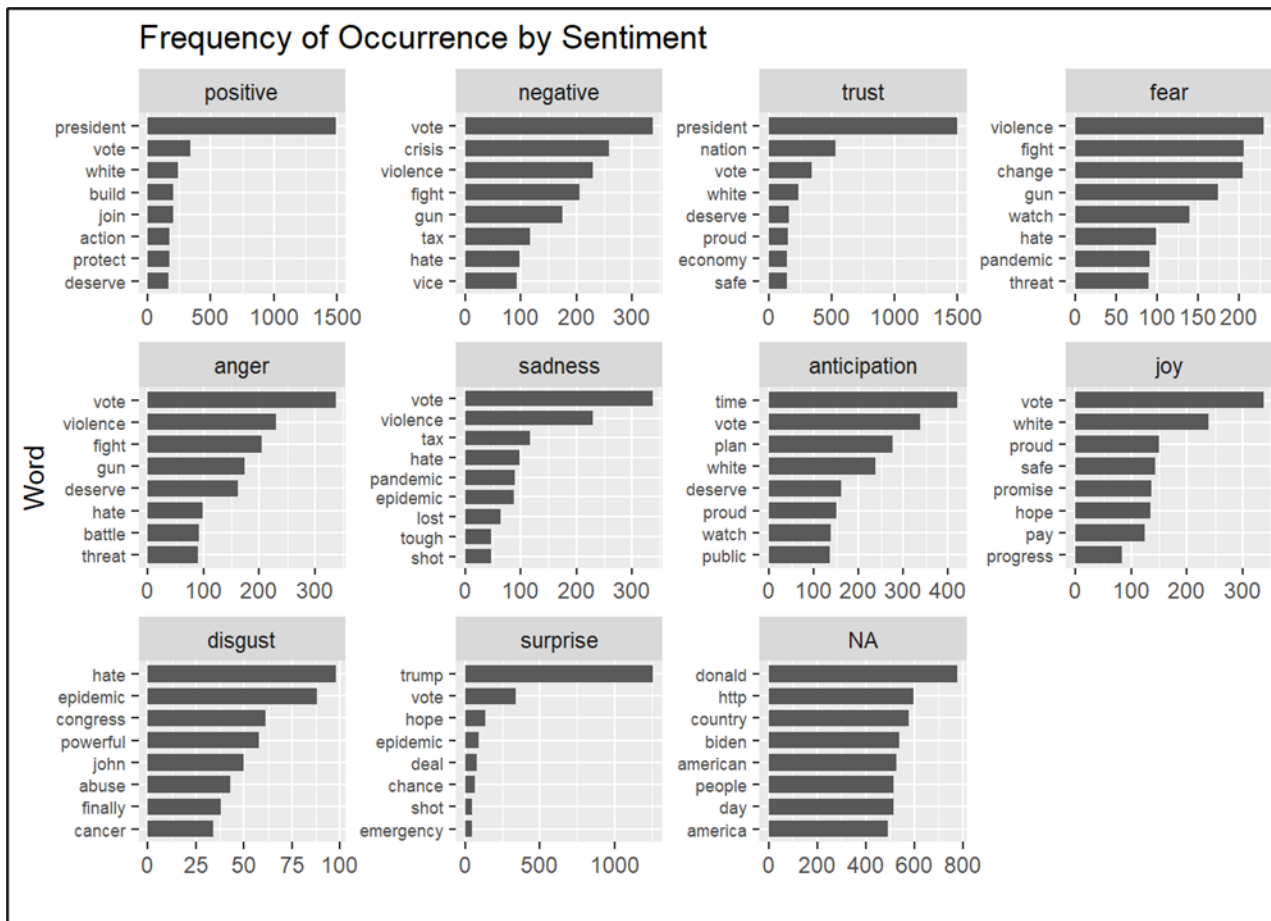 Frequency of Occurrence by Sentiment
positive
president
vote
white
build
join
action
protect
deserve
0 500 1000 1500
negative
vote
crisis
violence
fight
gun
tax
hate
vice
0 100 200 300
trust
president
nation
vote
white
deserve
proud
economy
safe
0 500 1000 1500
fear
violence
fight
change
gun
watch
hate
pandemic
threat
0 50 100 150 200
Word
anger
vote
violence
fight
gun
deserve
hate
battle
threat
0 100 200 300
sadness
vote
violence
tax
hate
pandemic
epidemic
lost
tough
shot
0 100 200 300
anticipation
time
vote
plan
white
deserve
proud
watch
public
0 100 200 300 400
joy
vote
white
proud
safe
promise
hope
pay
progress
0 100 200 300
disgust
hate
epidemic
congress
powerful
john
abuse
finally
cancer
0 25 50 75 100
surprise
trump
vote
hope
epidemic
deal
chance
shot
emergency
0 500 1000
NA
donald
http
country
biden
american
people
day
america
0 200 400 600 800